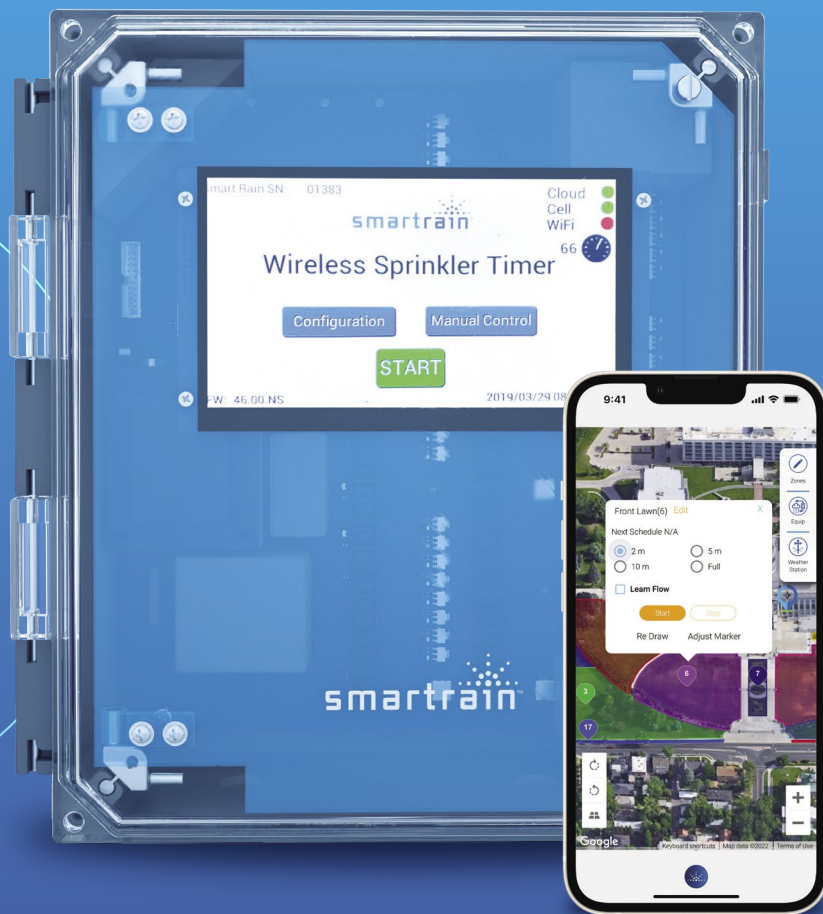 mart Rain SN: 01383
Cloud
Cell
WiFi
66
smartrain
Wireless Sprinkler Timer
Configuration
Manual Control
START
FW: 46.00.NS
2019/03/29 08
smartrain
9:41
Zones
Equip
Weather
Station
Front Lawn(6) Edit X
Next Schedule N/A
2 m
5 m
10 m
Full
Learn Flow
Start
Stop
Re Draw
Adjust Marker
6
7
3
17
+
−
Google
Keyboard shortcuts
Map data ©2022
Terms of Use